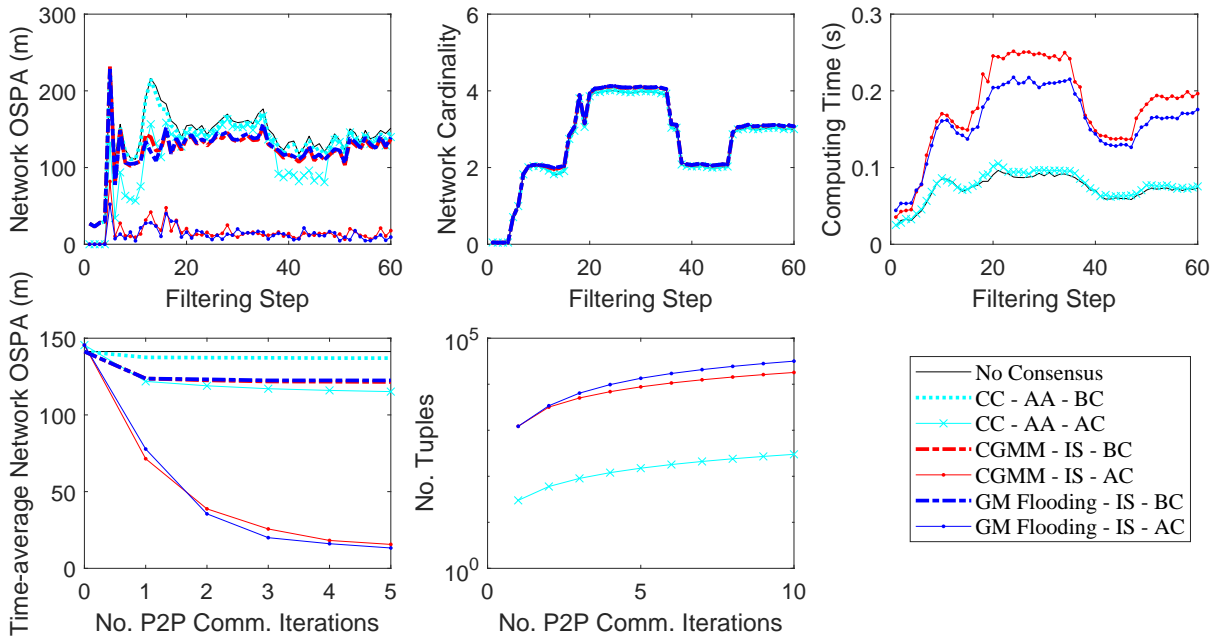 300
200
100
0
0
20
40
60
Network OSPA (m)
Filtering Step
6
4
2
0
0
20
40
60
Network Cardinality
Filtering Step
0.3
0.2
0.1
0
0
20
40
60
Computing Time (s)
Filtering Step
150
100
50
0
0
1
2
3
4
5
Time-average Network OSPA (m)
No. P2P Comm. Iterations
10^5
10^0
0
5
10
No. Tuples
No. P2P Comm. Iterations
No Consensus
CC - AA - BC
CC - AA - AC
CGMM - IS - BC
CGMM - IS - AC
GM Flooding - IS - BC
GM Flooding - IS - AC